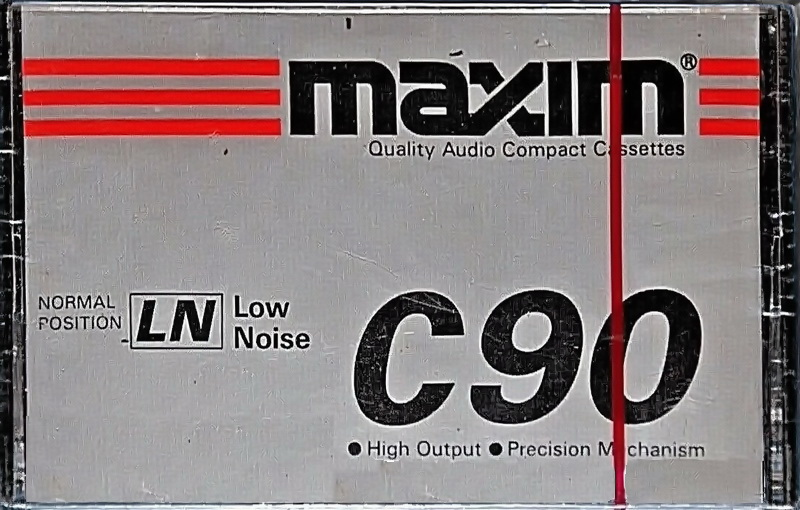 maxim®
Quality Audio Compact Cassettes
NORMAL
POSITION
LN
Low
Noise
C90
● High Output ● Precision Mechanism